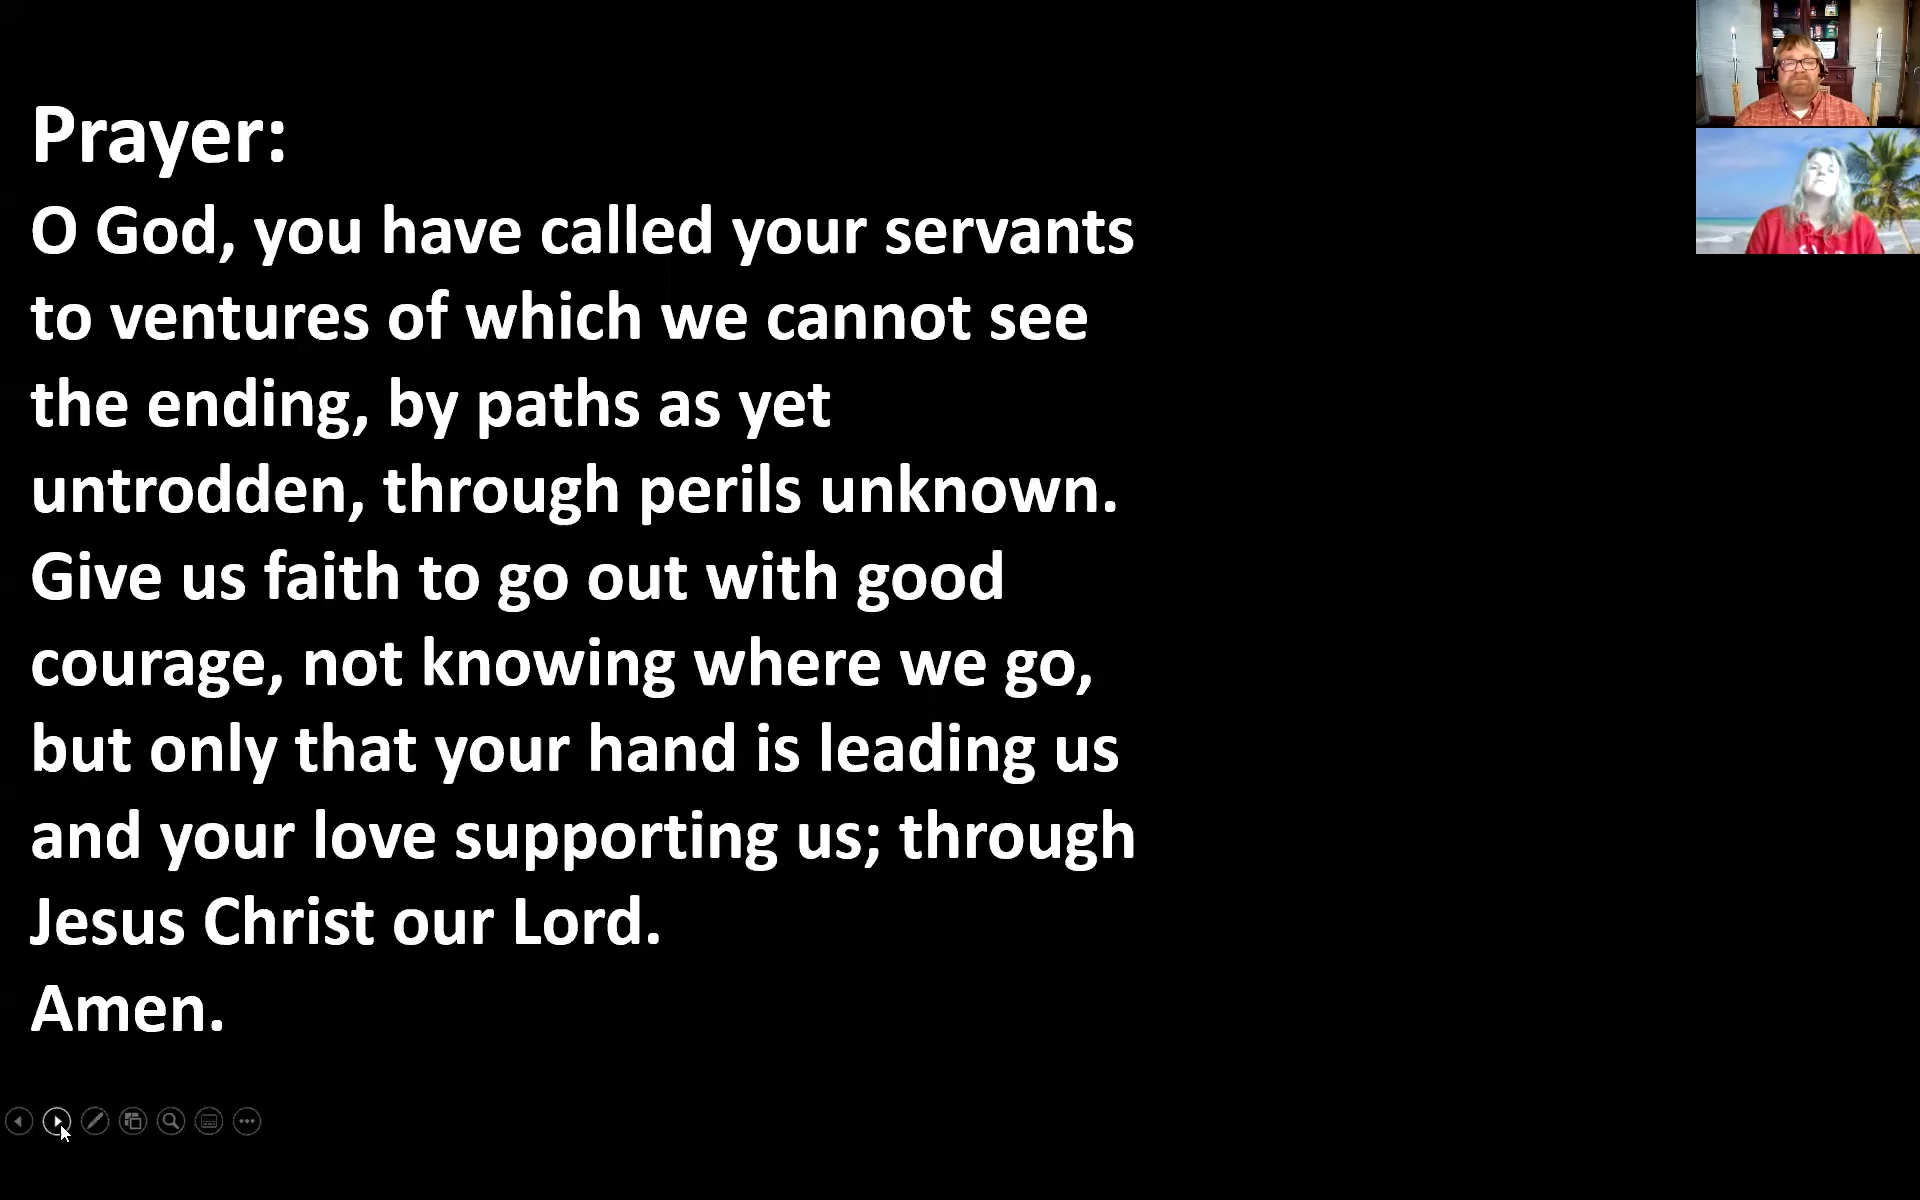 Prayer:
O God, you have called your servants
to ventures of which we cannot see
the ending, by paths as yet
untrodden, through perils unknown.
Give us faith to go out with good
courage, not knowing where we go,
but only that your hand is leading us
and your love supporting us; through
Jesus Christ our Lord.
Amen.